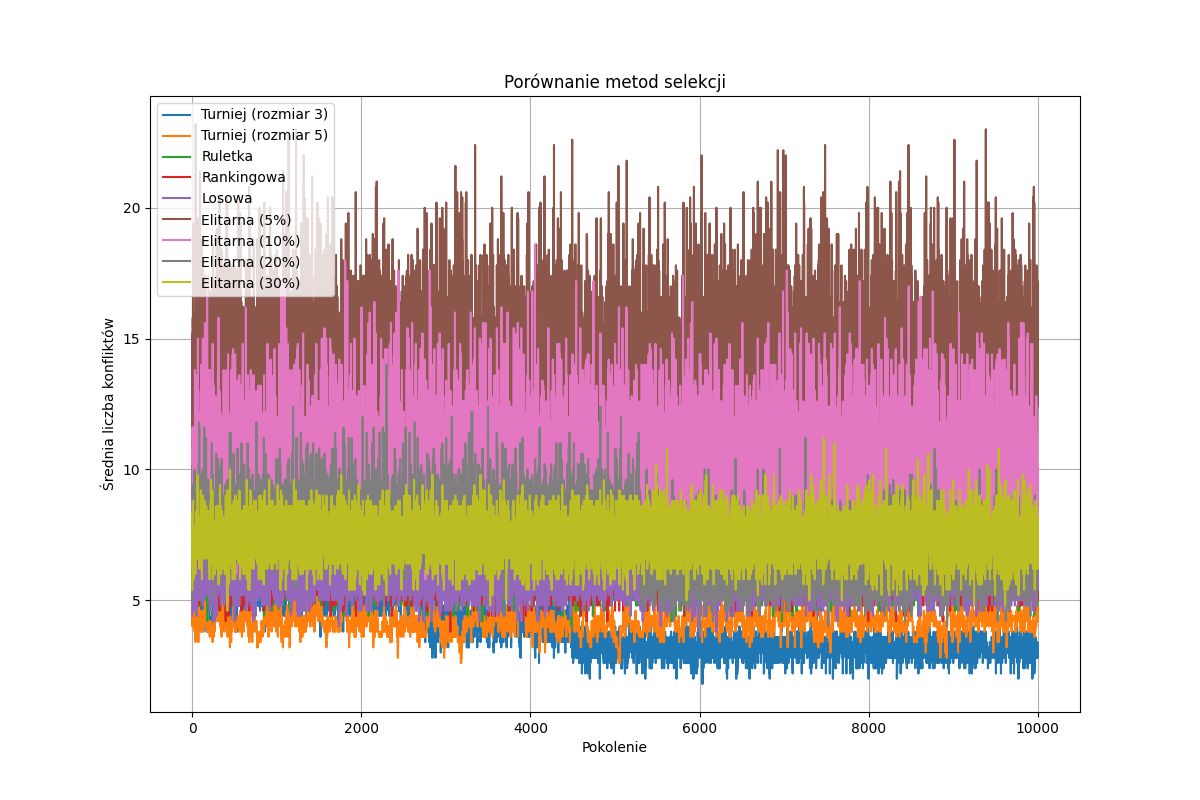 Porównanie metod selekcji
Turniej (rozmiar 3)
Turniej (rozmiar 5)
Ruletka
Rankingowa
Losowa
Elitarna (5%)
Elitarna (10%)
Elitarna (20%)
Elitarna (30%)
Średnia liczba konfliktów
20
15
10
5
0
2000
4000
6000
8000
10000
Pokolenie